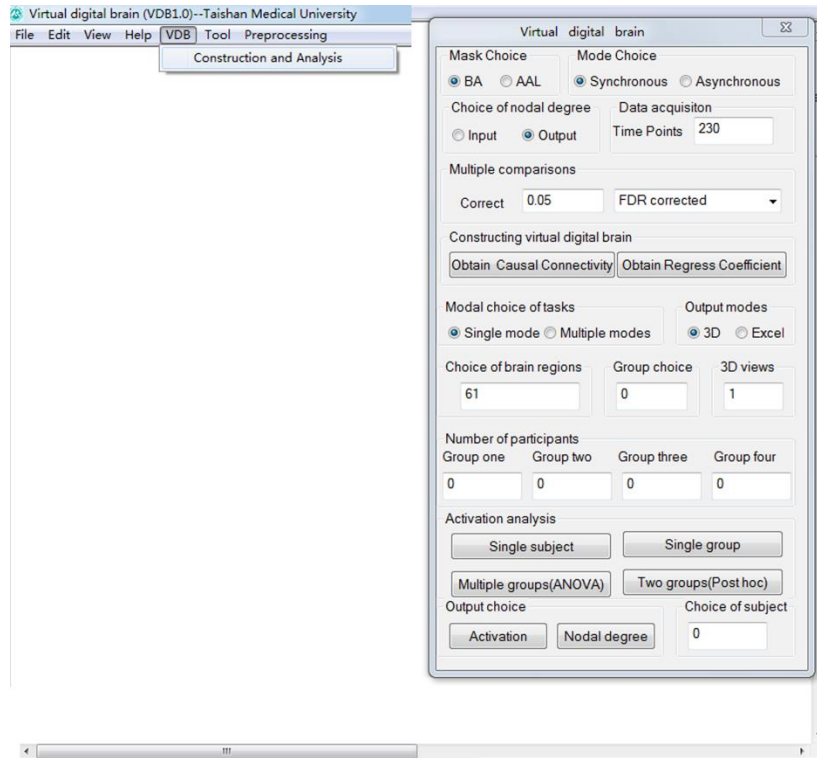 Virtual digital brain (VDB1.0)--Taishan Medical University
File Edit View Help VDB Tool Preprocessing
Construction and Analysis
Virtual digital brain
Mask Choice Mode Choice
BA AAL Synchronous Asynchronous
Choice of nodal degree Data acquisiton
Input Output Time Points 230
Multiple comparisons
Correct 0.05 FDR corrected
Constructing virtual digital brain
Obtain Causal Connectivity Obtain Regress Coefficient
Modal choice of tasks Output modes
Single mode Multiple modes 3D Excel
Choice of brain regions Group choice 3D views
61 0 1
Number of participants
Group one Group two Group three Group four
0 0 0 0
Activation analysis
Single subject Single group
Multiple groups(ANOVA) Two groups(Post hoc)
Output choice Choice of subject
Activation Nodal degree 0